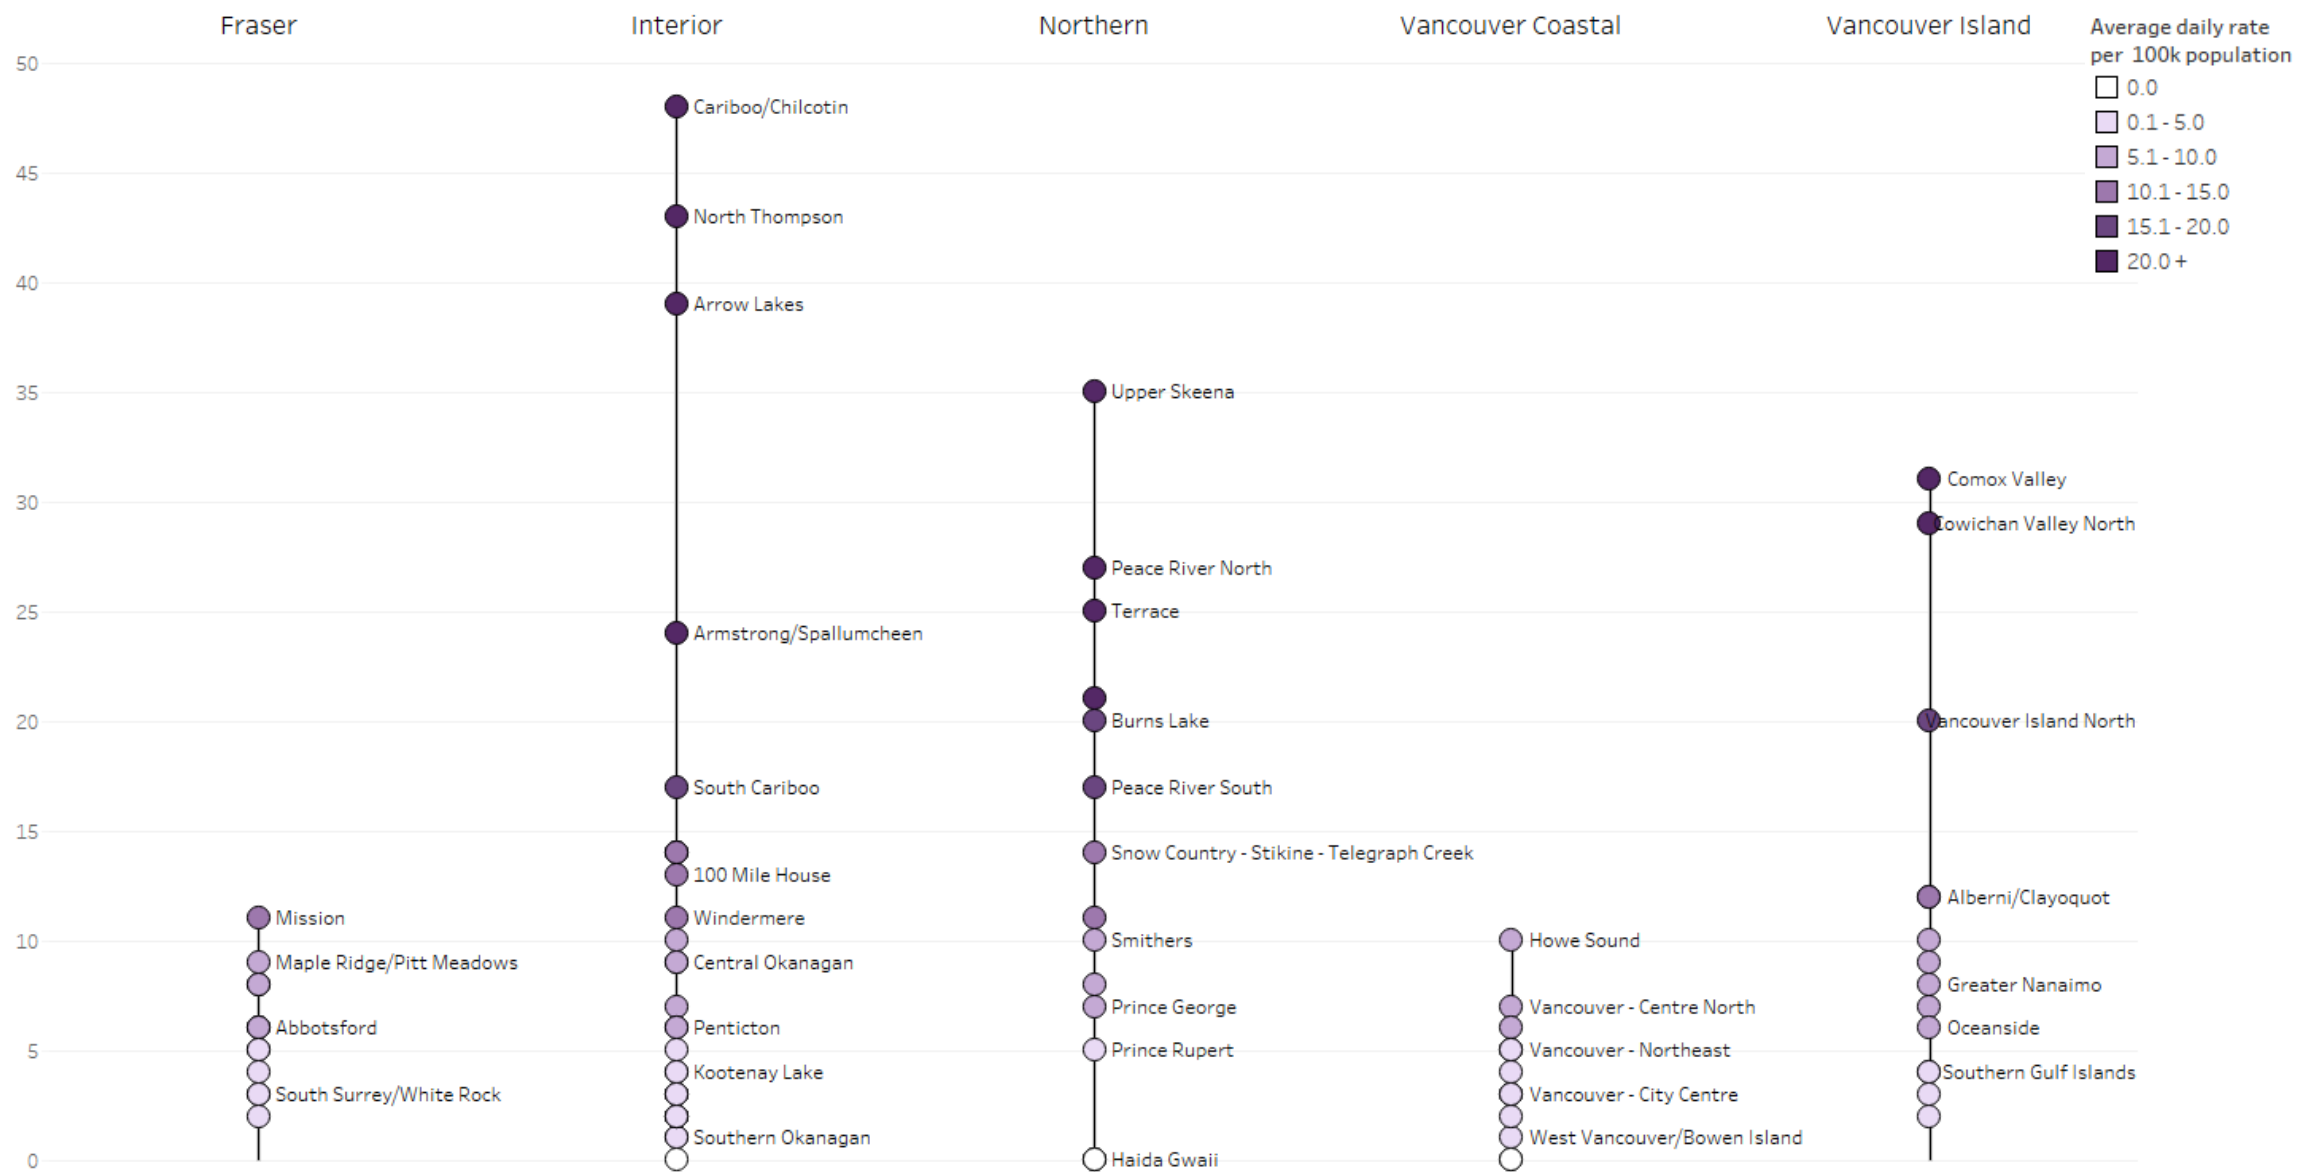 Fraser
Interior
Northern
Vancouver Coastal
Vancouver Island
Average daily rate
per 100k population
0.0
0.1 - 5.0
5.1 - 10.0
10.1 - 15.0
15.1 - 20.0
20.0 +
50
45
40
35
30
25
20
15
10
5
0
Mission
Maple Ridge/Pitt Meadows
Abbotsford
South Surrey/White Rock
Cariboo/Chilcotin
North Thompson
Arrow Lakes
Armstrong/Spallumcheen
South Cariboo
100 Mile House
Windermere
Central Okanagan
Penticton
Kootenay Lake
Southern Okanagan
Upper Skeena
Peace River North
Terrace
Burns Lake
Peace River South
Snow Country - Stikine - Telegraph Creek
Smithers
Prince George
Prince Rupert
Haida Gwaii
Howe Sound
Vancouver - Centre North
Vancouver - Northeast
Vancouver - City Centre
West Vancouver/Bowen Island
Comox Valley
Cowichan Valley North
Vancouver Island North
Alberni/Clayoquot
Greater Nanaimo
Oceanside
Southern Gulf Islands